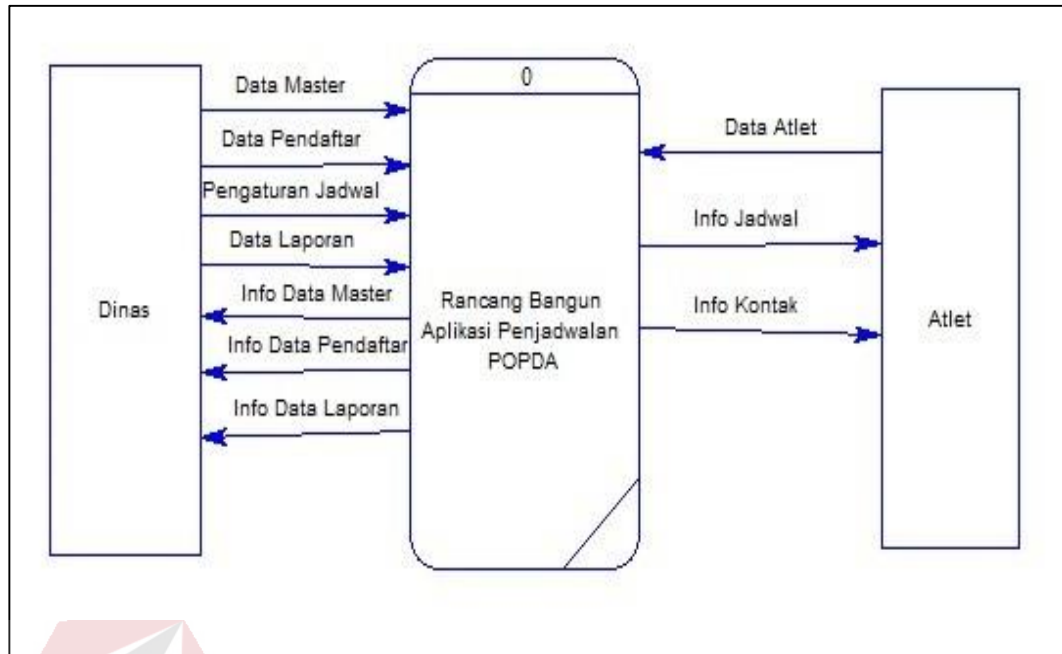 0
Data Master
Data Pendaftar
Pengaturan Jadwal
Data Laporan
Info Data Master
Info Data Pendaftar
Info Data Laporan
Dinas
Rancang Bangun
Aplikasi Penjadwalan
POPDA
Data Atlet
Info Jadwal
Info Kontak
Atlet